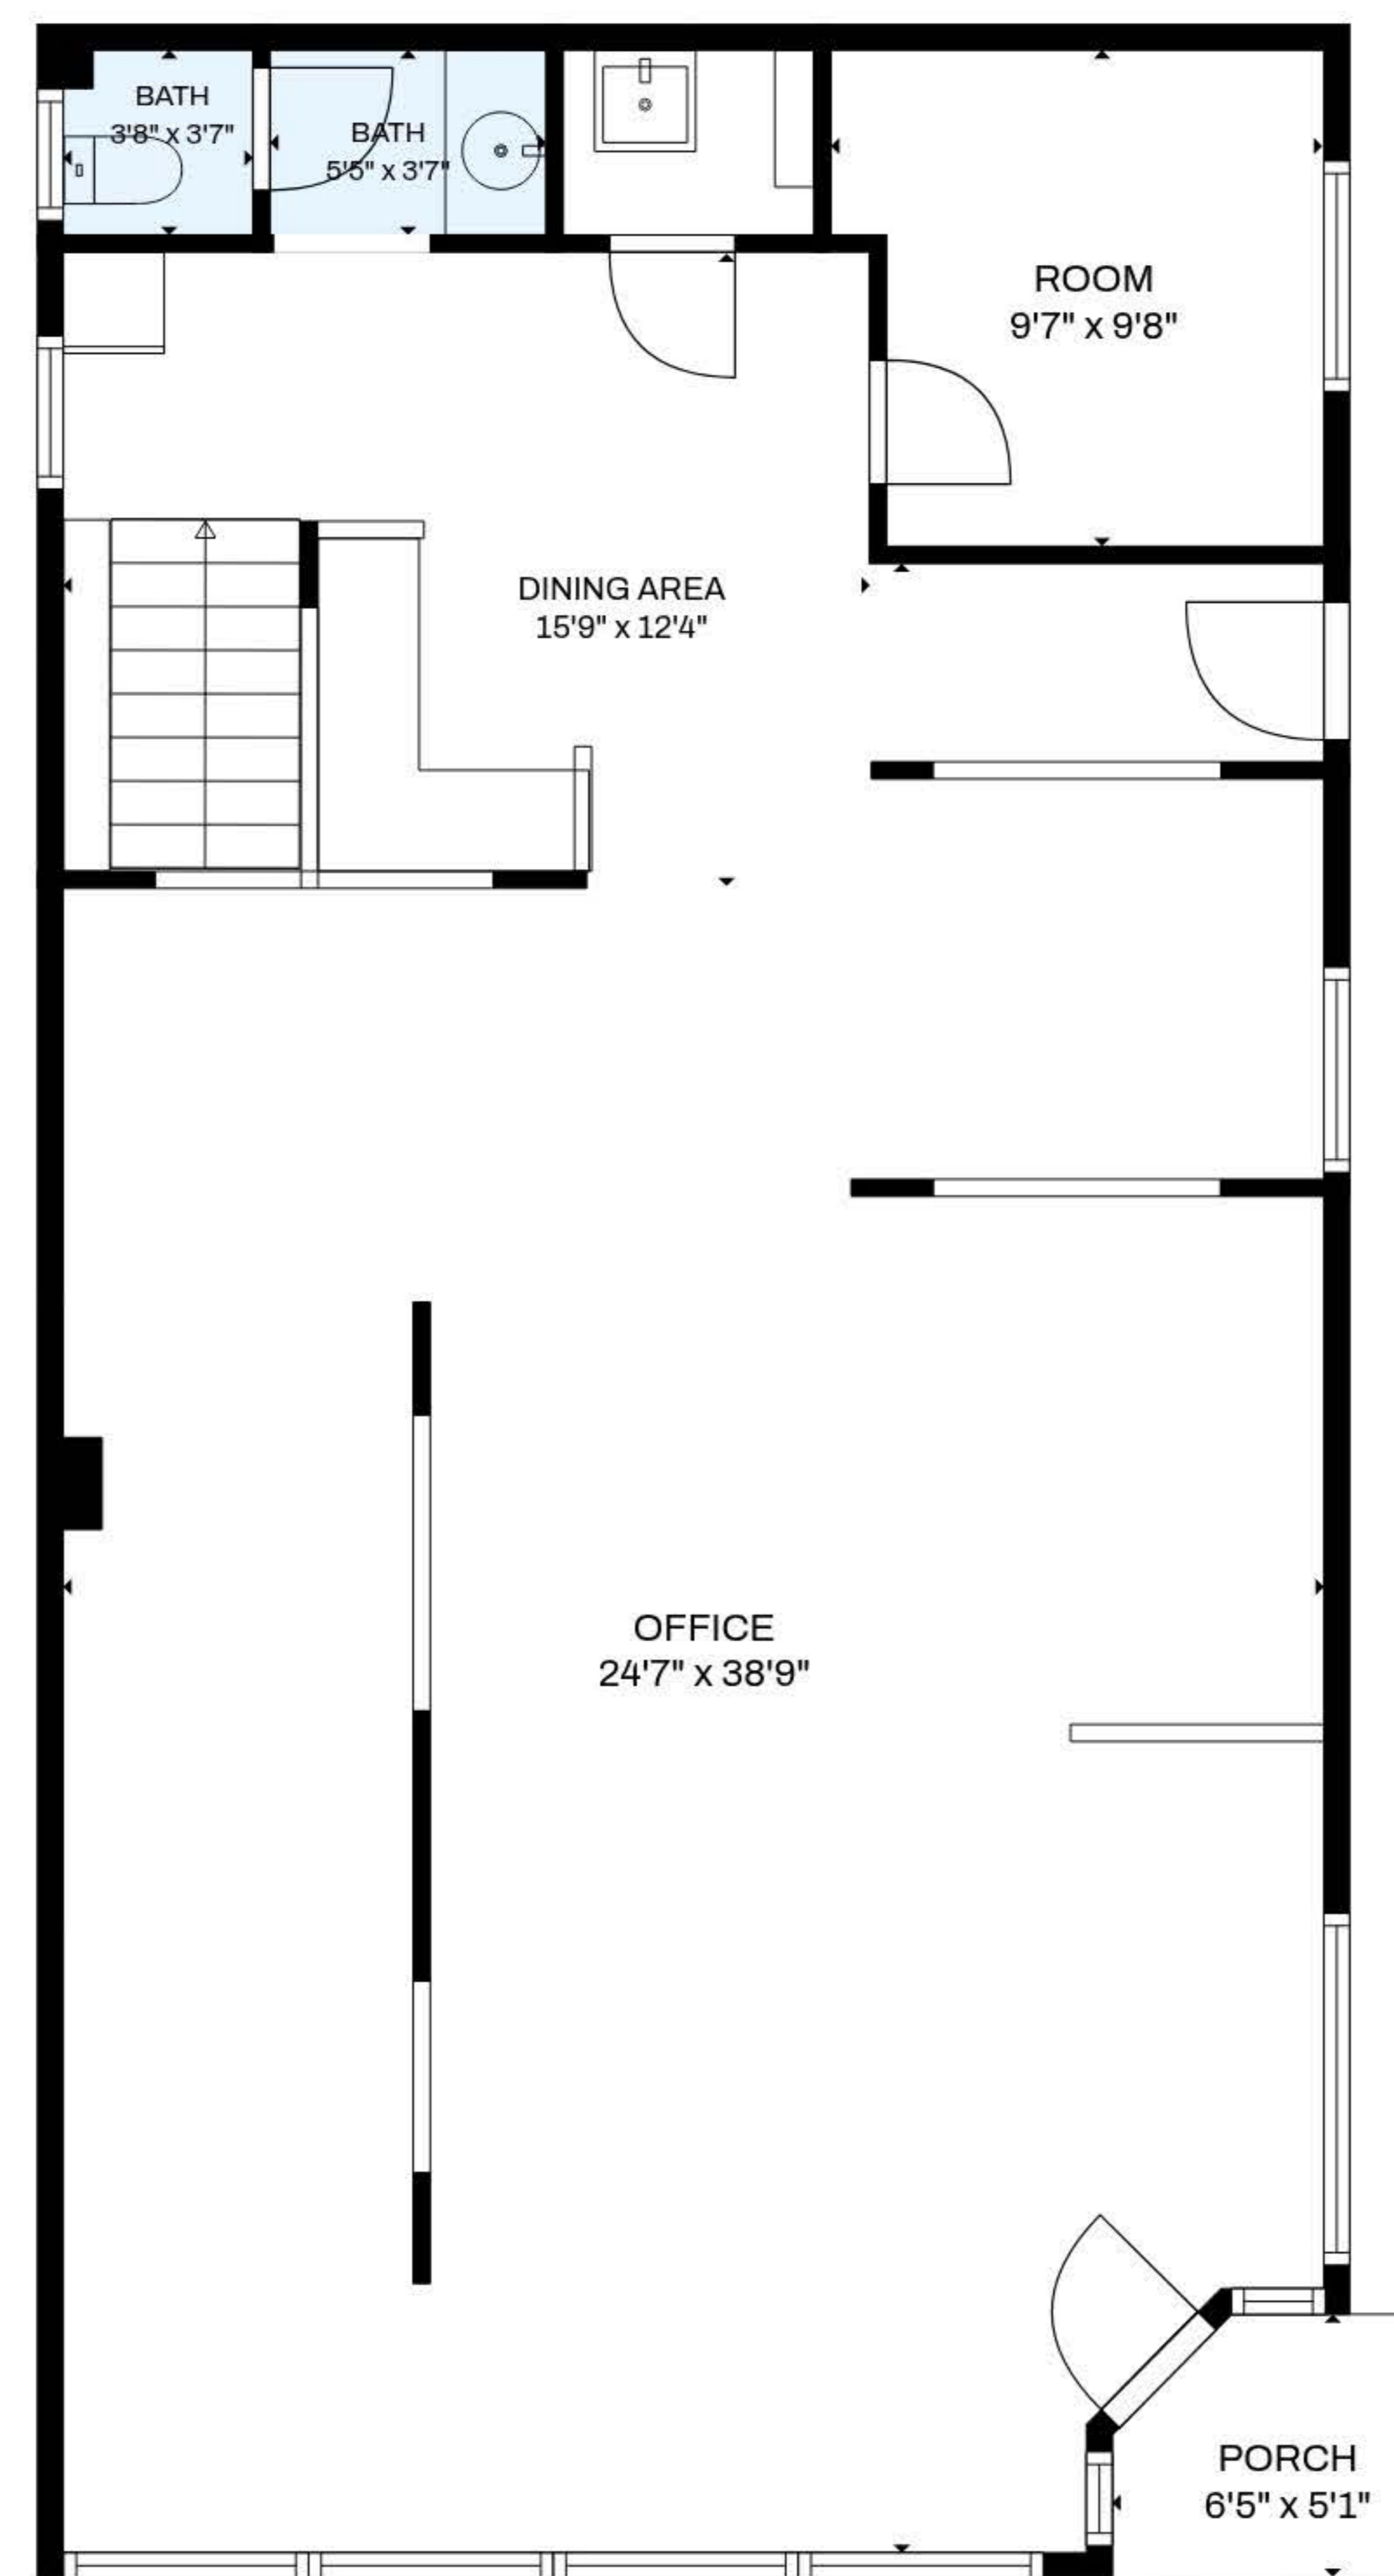 BATH
3'8" x 3'7"
BATH
5'5" x 3'7"
ROOM
9'7" x 9'8"
DINING AREA
15'9" x 12'4"
OFFICE
24'7" x 38'9"
PORCH
6'5" x 5'1"